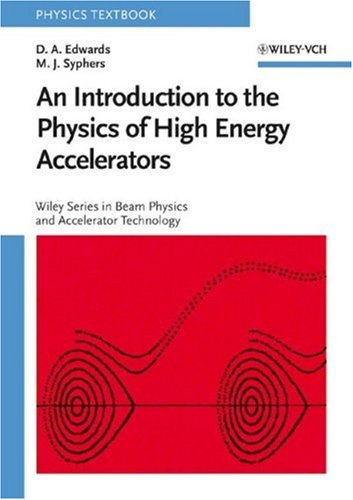 PHYSICS TEXTBOOK
D. A. Edwards
M. J. Syphers
WILEY-VCH
An Introduction to the
Physics of High Energy
Accelerators
Wiley Series in Beam Physics
and Accelerator Technology